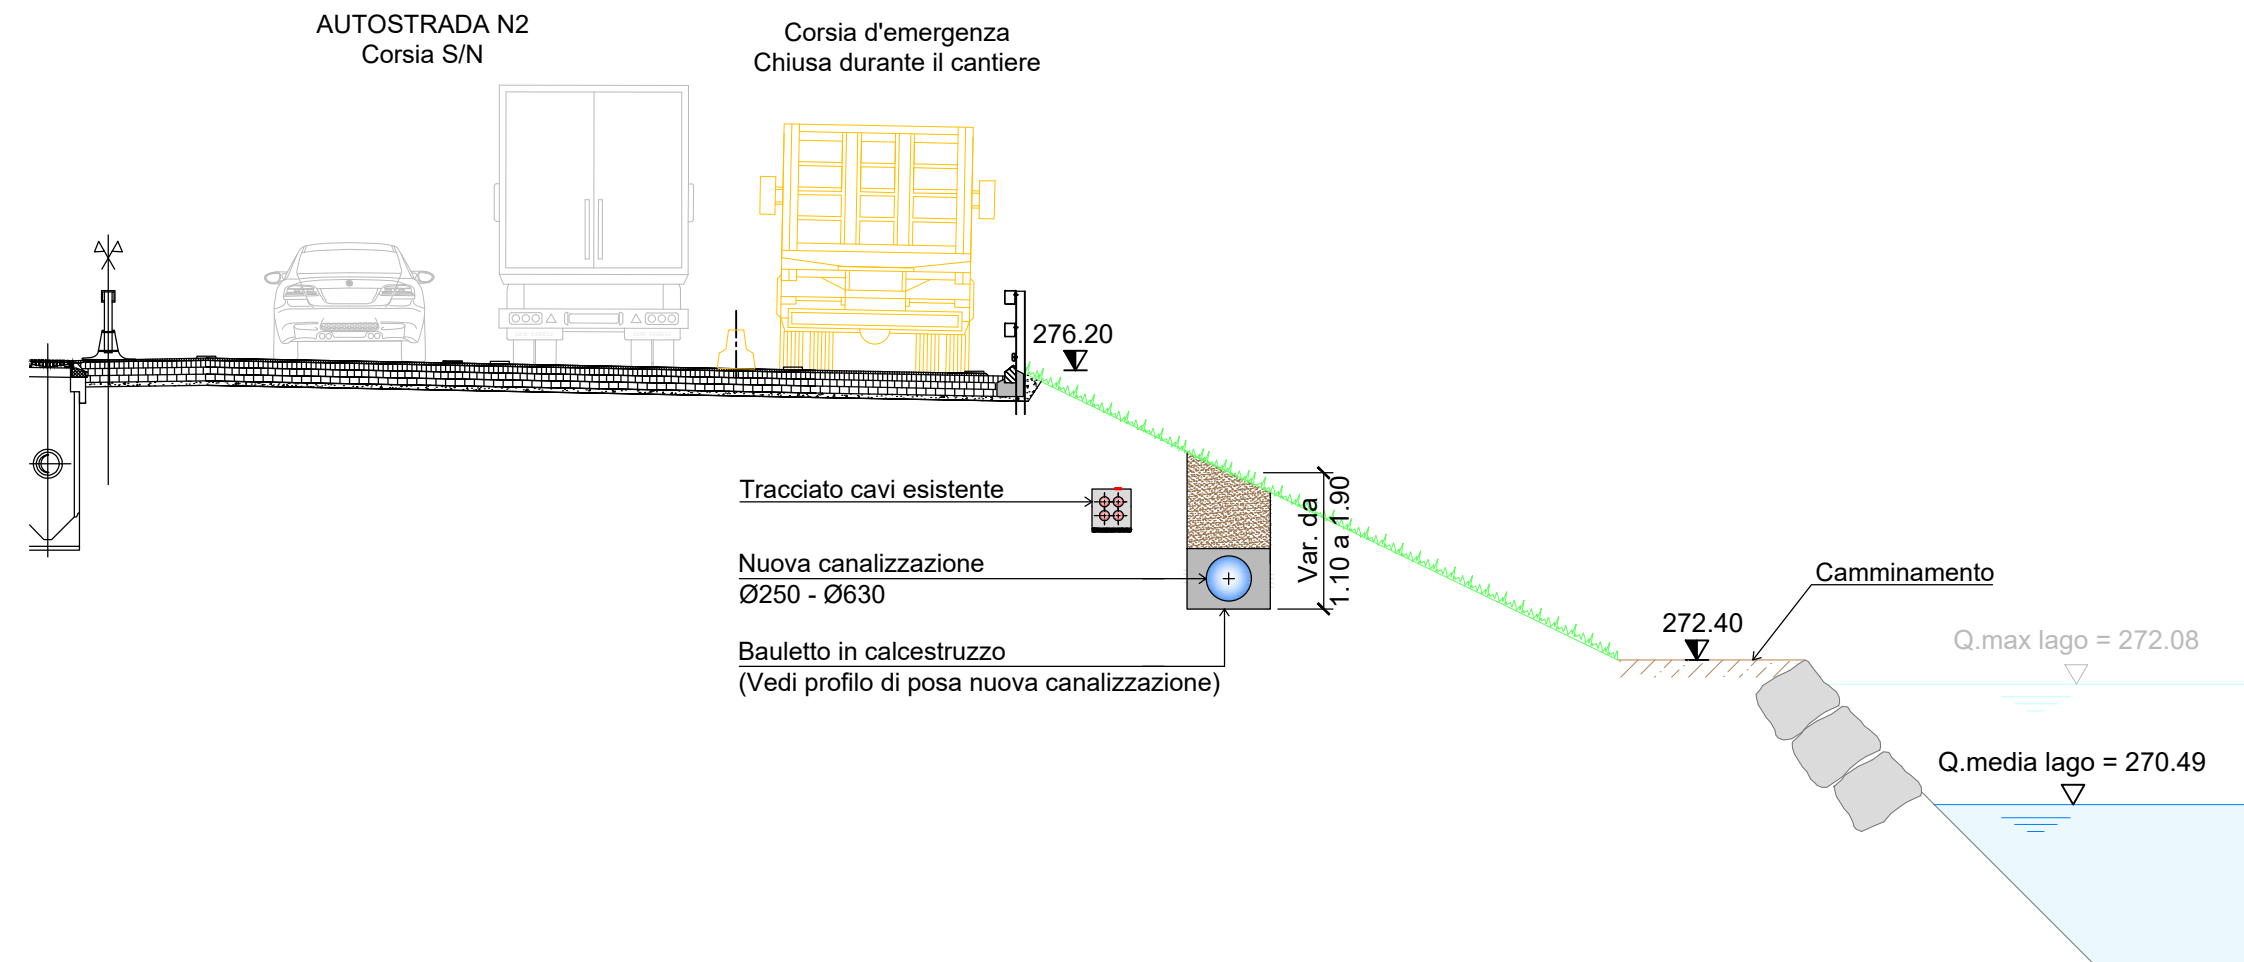 AUTOSTRADA N2
Corsia S/N
Corsia d'emergenza
Chiusa durante il cantiere
276.20
Tracciato cavi esistente
Nuova canalizzazione
Ø250 - Ø630
Var. da
1.10 a 1.90
Bauletto in calcestruzzo
(Vedi profilo di posa nuova canalizzazione)
Camminamento
272.40
Q.max lago = 272.08
Q.media lago = 270.49